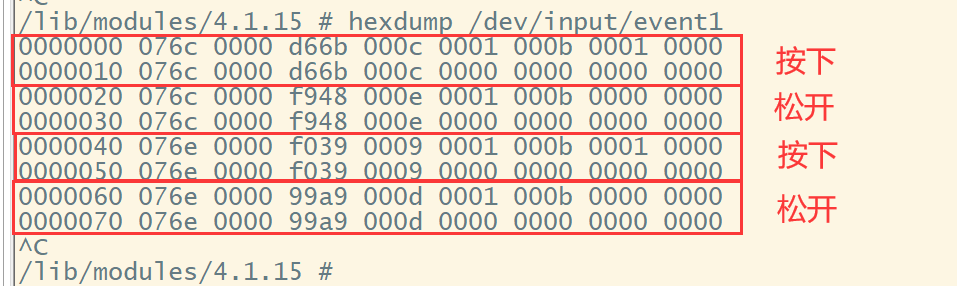 ^C
/lib/modules/4.1.15 # hexdump /dev/input/event1
0000000 076c 0000 d66b 000c 0001 000b 0001 0000
0000010 076c 0000 d66b 000c 0000 0000 0000 0000
按下
0000020 076c 0000 f948 000e 0001 000b 0000 0000
0000030 076c 0000 f948 000e 0000 0000 0000 0000
松开
0000040 076e 0000 f039 0009 0001 000b 0001 0000
0000050 076e 0000 f039 0009 0000 0000 0000 0000
按下
0000060 076e 0000 99a9 000d 0001 000b 0000 0000
0000070 076e 0000 99a9 000d 0000 0000 0000 0000
松开
^C
/lib/modules/4.1.15 #